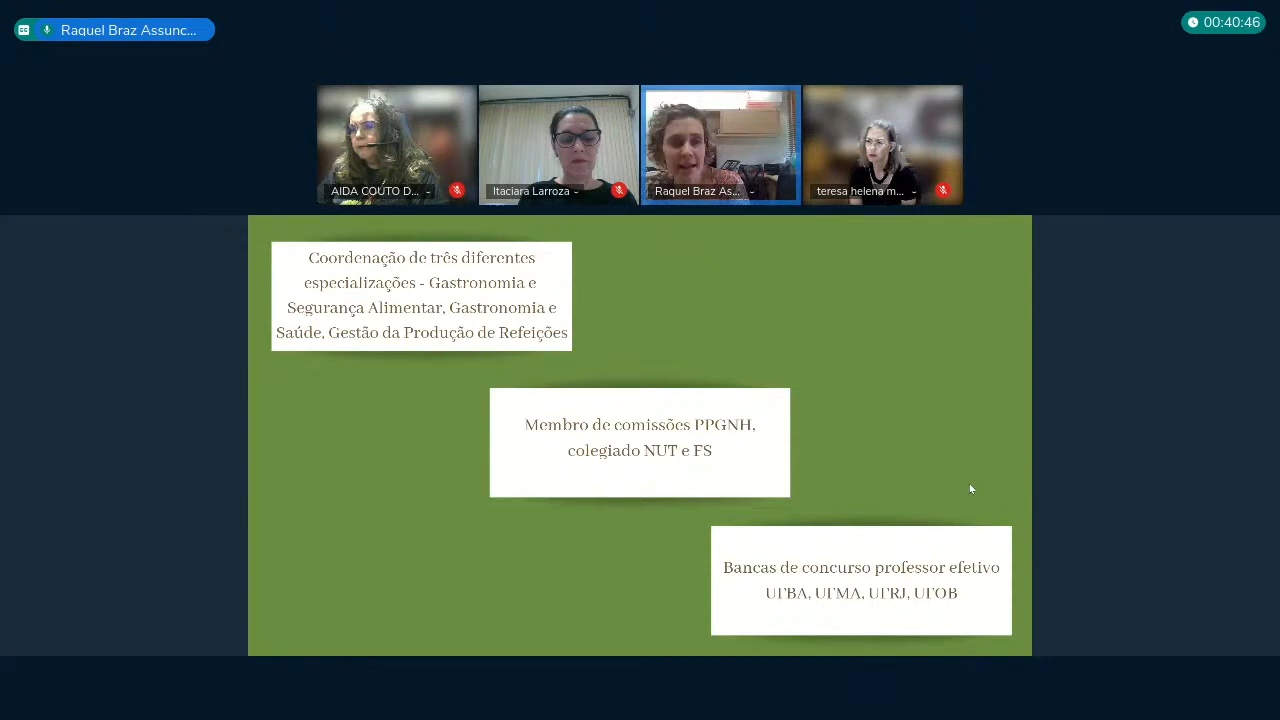 Raquel Braz Assunc...
00:40:46
AIDA COUTO D...
Itaciara Larroza
Raquel Braz As...
teresa helena m...
Coordenação de três diferentes
especializações - Gastronomia e
Segurança Alimentar, Gastronomia e
Saúde, Gestão da Produção de Refeições
Membro de comissões PPGNH,
colegiado NUT e FS
Bancas de concurso professor efetivo
UFBA, UFMA, UFRJ, UFOB